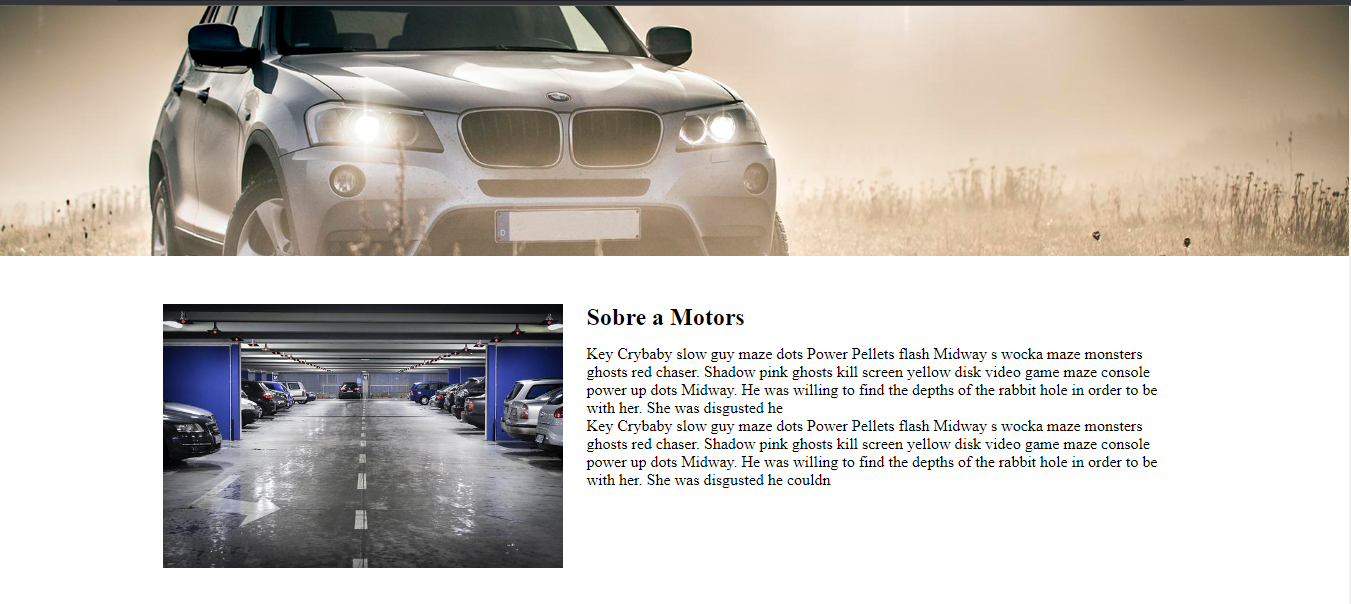 Sobre a Motors
Key Crybaby slow guy maze dots Power Pellets flash Midway s wocka maze monsters
ghosts red chaser. Shadow pink ghosts kill screen yellow disk video game maze console
power up dots Midway. He was willing to find the depths of the rabbit hole in order to be
with her. She was disgusted he
Key Crybaby slow guy maze dots Power Pellets flash Midway s wocka maze monsters
ghosts red chaser. Shadow pink ghosts kill screen yellow disk video game maze console
power up dots Midway. He was willing to find the depths of the rabbit hole in order to be
with her. She was disgusted he couldn